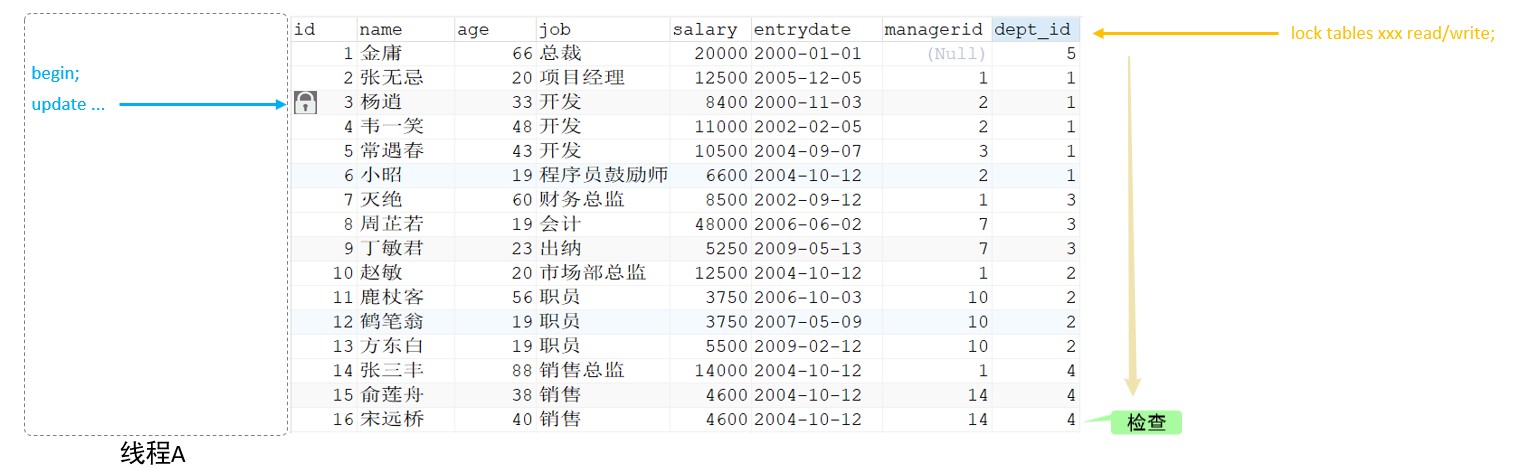 id name age job salary entrydate managerid dept_id
lock tables xxx read/write;
1 金庸 66 总裁 20000 2000-01-01 (Null) 5
begin;
2 张无忌 20 项目经理 12500 2005-12-05 1 1
update ...
3 杨逍 33 开发 8400 2000-11-03 2 1
4 韦一笑 48 开发 11000 2002-02-05 2 1
5 常遇春 43 开发 10500 2004-09-07 3 1
6 小昭 19 程序员鼓励师 6600 2004-10-12 2 1
7 灭绝 60 财务总监 8500 2002-09-12 1 3
8 周芷若 19 会计 48000 2006-06-02 7 3
9 丁敏君 23 出纳 5250 2009-05-13 7 3
10 赵敏 20 市场部总监 12500 2004-10-12 1 2
11 鹿杖客 56 职员 3750 2006-10-03 10 2
12 鹤笔翁 19 职员 3750 2007-05-09 10 2
13 方东白 19 职员 5500 2009-02-12 10 2
14 张三丰 88 销售总监 14000 2004-10-12 1 4
15 俞莲舟 38 销售 4600 2004-10-12 14 4
16 宋远桥 40 销售 4600 2004-10-12 14 4
检查
线程A